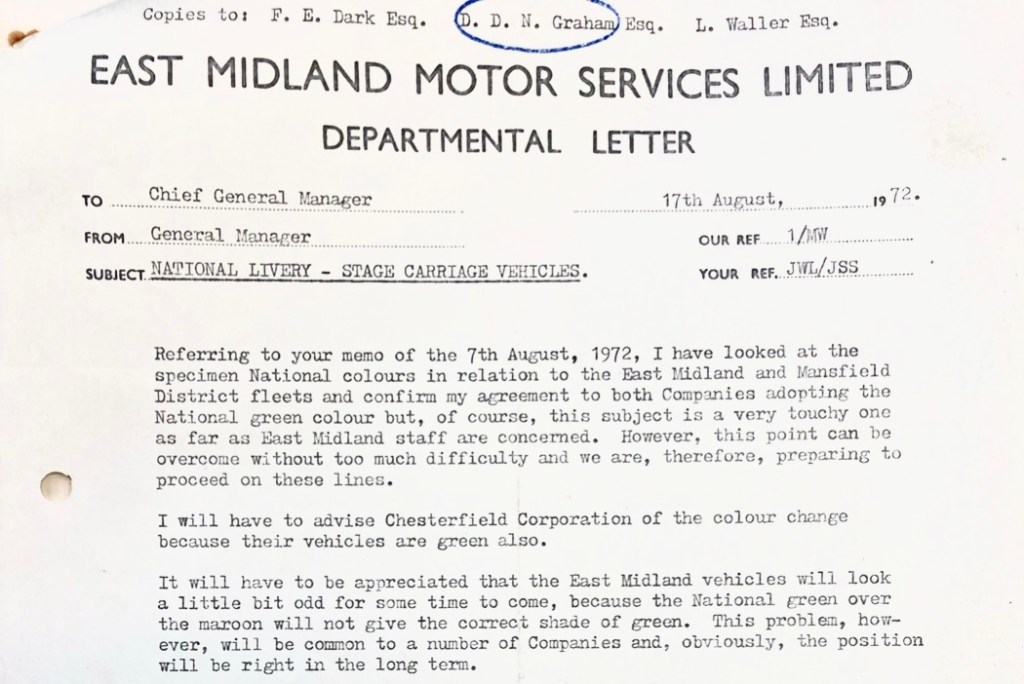 Copies to: F. E. Dark Esq. D. D. N. Graham Esq. L. Waller Esq.
EAST MIDLAND MOTOR SERVICES LIMITED
DEPARTMENTAL LETTER
TO Chief General Manager 17th August, 1972.
FROM General Manager OUR REF 1/MW
SUBJECT NATIONAL LIVERY - STAGE CARRIAGE VEHICLES. YOUR REF. JWL/JSS
Referring to your memo of the 7th August, 1972, I have looked at the
specimen National colours in relation to the East Midland and Mansfield
District fleets and confirm my agreement to both Companies adopting the
National green colour but, of course, this subject is a very touchy one
as far as East Midland staff are concerned. However, this point can be
overcome without too much difficulty and we are, therefore, preparing to
proceed on these lines.
I will have to advise Chesterfield Corporation of the colour change
because their vehicles are green also.
It will have to be appreciated that the East Midland vehicles will look
a little bit odd for some time to come, because the National green over
the maroon will not give the correct shade of green. This problem, how-
ever, will be common to a number of Companies and, obviously, the position
will be right in the long term.